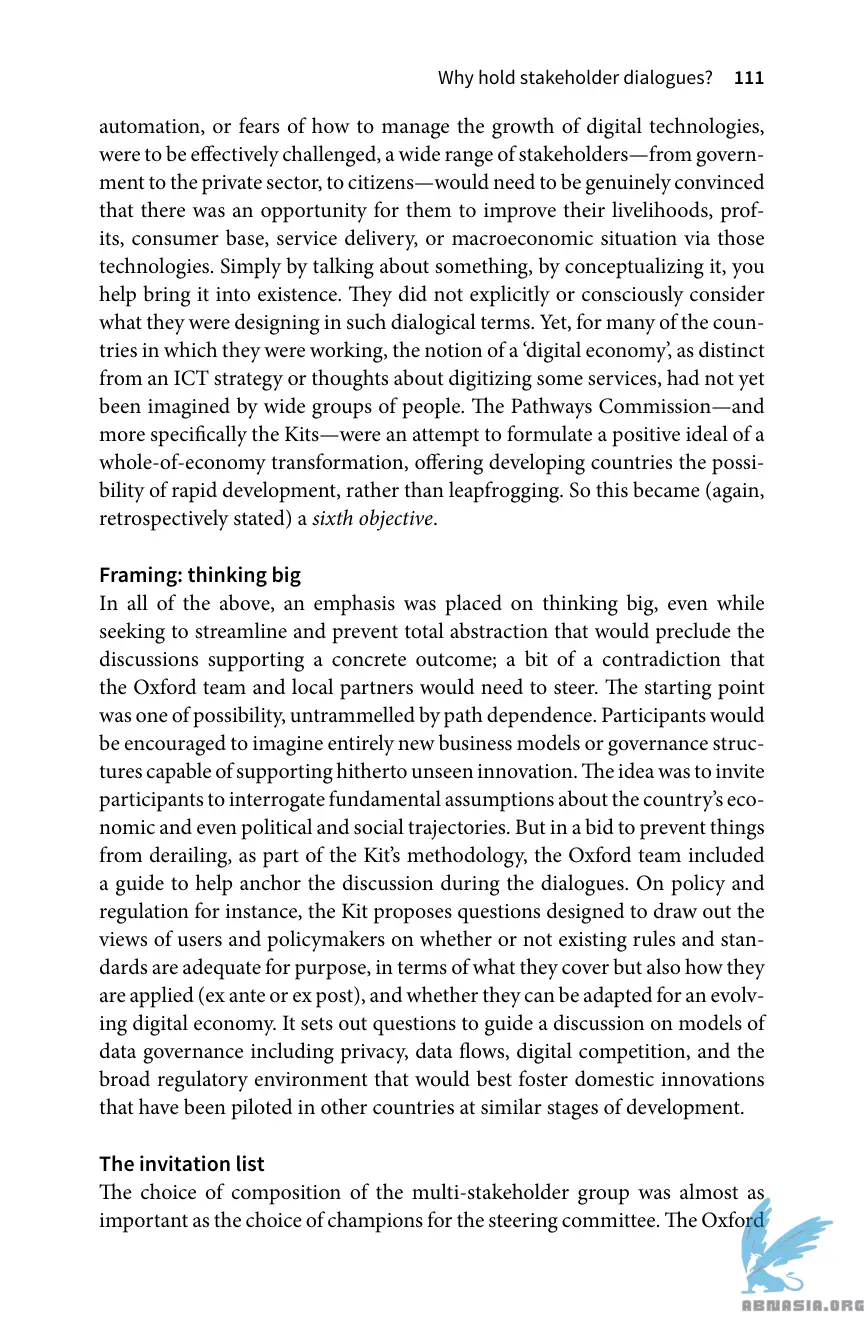 Why hold stakeholder dialogues? 111
automation, or fears of how to manage the growth of digital technologies,
were to be effectively challenged, a wide range of stakeholders—from govern-
ment to the private sector, to citizens—would need to be genuinely convinced
that there was an opportunity for them to improve their livelihoods, prof-
its, consumer base, service delivery, or macroeconomic situation via those
technologies. Simply by talking about something, by conceptualizing it, you
help bring it into existence. They did not explicitly or consciously consider
what they were designing in such dialogical terms. Yet, for many of the coun-
tries in which they were working, the notion of a ‘digital economy’, as distinct
from an ICT strategy or thoughts about digitizing some services, had not yet
been imagined by wide groups of people. The Pathways Commission—and
more specifically the Kits—were an attempt to formulate a positive ideal of a
whole-of-economy transformation, offering developing countries the possi-
bility of rapid development, rather than leapfrogging. So this became (again,
retrospectively stated) a sixth objective.
Framing: thinking big
In all of the above, an emphasis was placed on thinking big, even while
seeking to streamline and prevent total abstraction that would preclude the
discussions supporting a concrete outcome; a bit of a contradiction that
the Oxford team and local partners would need to steer. The starting point
was one of possibility, untrammelled by path dependence. Participants would
be encouraged to imagine entirely new business models or governance struc-
tures capable of supporting hitherto unseen innovation. The idea was to invite
participants to interrogate fundamental assumptions about the country’s eco-
nomic and even political and social trajectories. But in a bid to prevent things
from derailing, as part of the Kit’s methodology, the Oxford team included
a guide to help anchor the discussion during the dialogues. On policy and
regulation for instance, the Kit proposes questions designed to draw out the
views of users and policymakers on whether or not existing rules and stan-
dards are adequate for purpose, in terms of what they cover but also how they
are applied (ex ante or ex post), and whether they can be adapted for an evolv-
ing digital economy. It sets out questions to guide a discussion on models of
data governance including privacy, data flows, digital competition, and the
broad regulatory environment that would best foster domestic innovations
that have been piloted in other countries at similar stages of development.
The invitation list
The choice of composition of the multi-stakeholder group was almost as
important as the choice of champions for the steering committee. The Oxford
ABNASIA.ORG